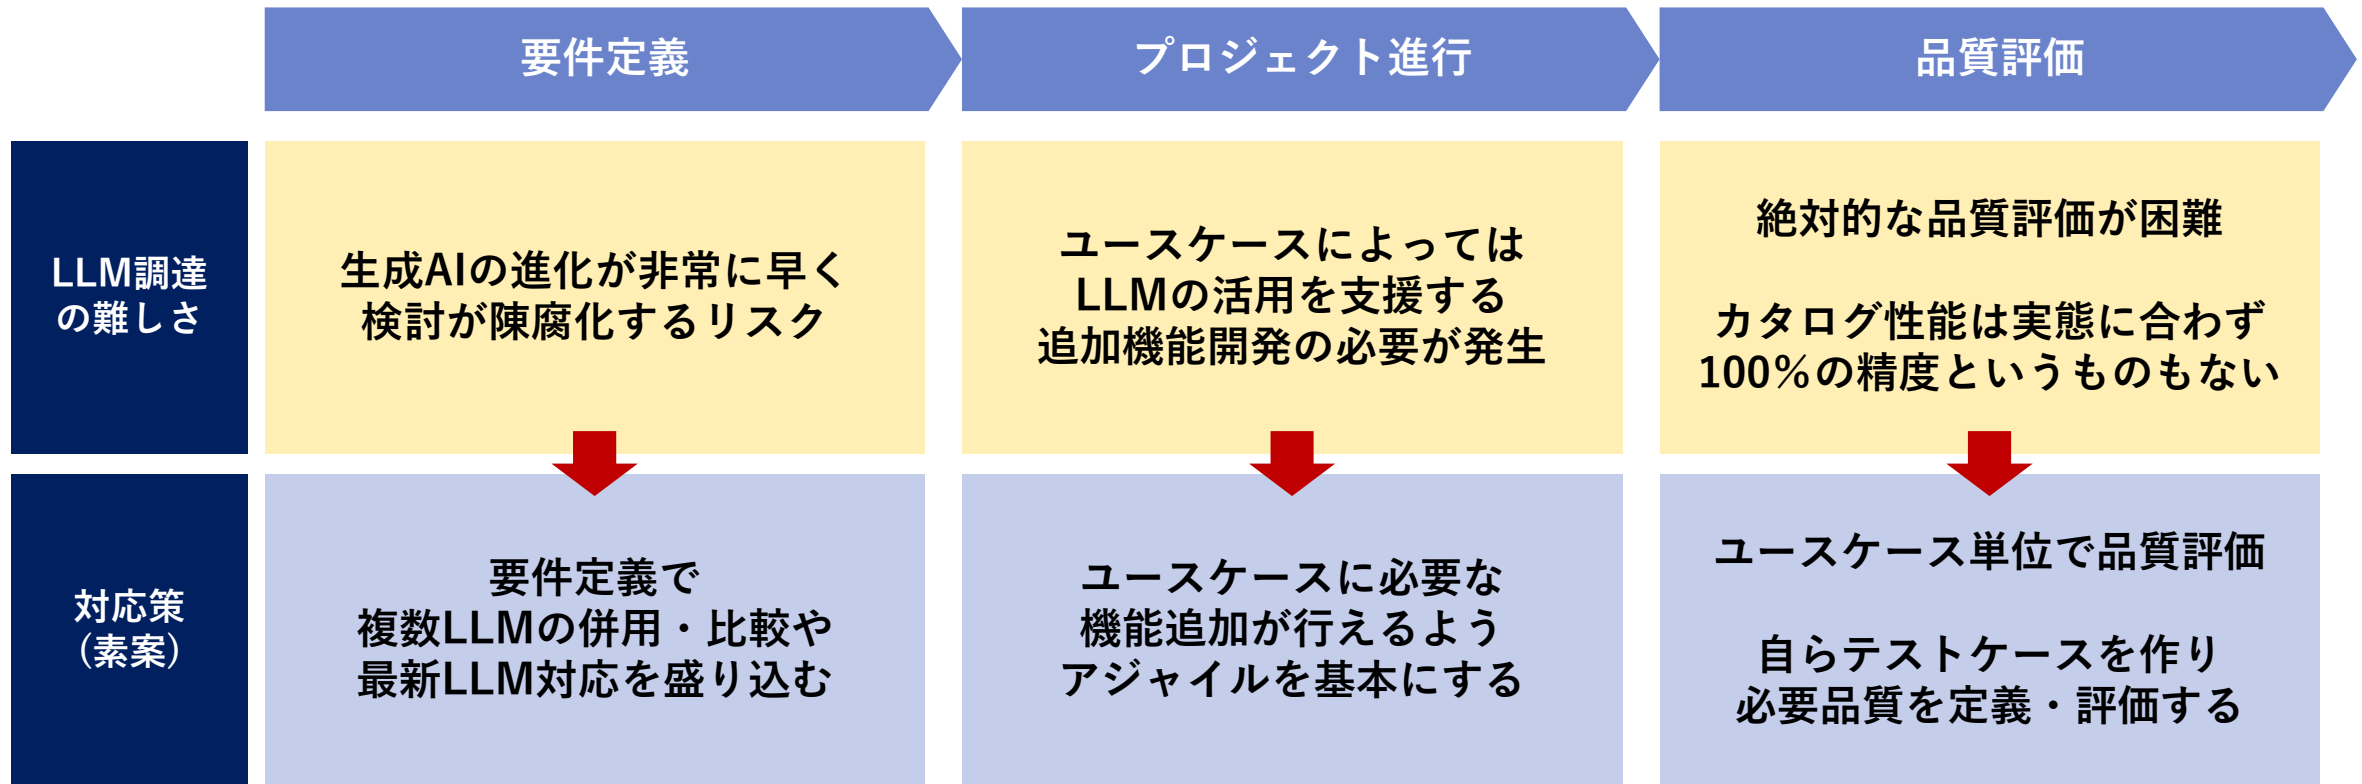 要件定義
プロジェクト進行
品質評価
LLM調達
の難しさ
生成AIの進化が非常に早く
検討が陳腐化するリスク
ユースケースによっては
LLMの活用を支援する
追加機能開発の必要が発生
絶対的な品質評価が困難
カタログ性能は実態に合わず
100%の精度というものもない
対応策
(素案)
要件定義で
複数LLMの併用・比較や
最新LLM対応を盛り込む
ユースケースに必要な
機能追加が行えるよう
アジャイルを基本にする
ユースケース単位で品質評価
自らテストケースを作り
必要品質を定義・評価する